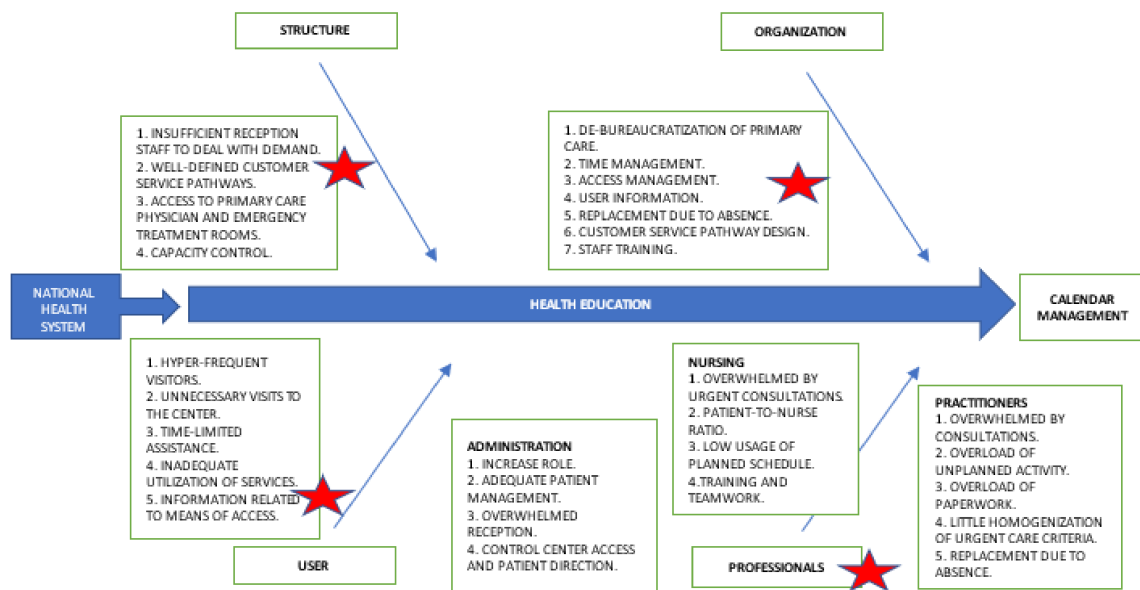 STRUCTURE
ORGANIZATION
1. INSUFFICIENT RECEPTION
STAFF TO DEAL WITH DEMAND.
2. WELL-DEFINED CUSTOMER
SERVICE PATHWAYS.
3. ACCESS TO PRIMARY CARE
PHYSICIAN AND EMERGENCY
TREATMENT ROOMS.
4. CAPACITY CONTROL.
1. DE-BUREAUCRATIZATION OF PRIMARY
CARE.
2. TIME MANAGEMENT.
3. ACCESS MANAGEMENT.
4. USER INFORMATION.
5. REPLACEMENT DUE TO ABSENCE.
6. CUSTOMER SERVICE PATHWAY DESIGN.
7. STAFF TRAINING.
NATIONAL
HEALTH
SYSTEM
HEALTH EDUCATION
CALENDAR
MANAGEMENT
1. HYPER-FREQUENT
VISITORS.
2. UNNECESSARY VISITS TO
THE CENTER.
3. TIME-LIMITED
ASSISTANCE.
4. INADEQUATE
UTILIZATION OF SERVICES.
5. INFORMATION RELATED
TO MEANS OF ACCESS.
USER
ADMINISTRATION
1. INCREASE ROLE.
2. ADEQUATE PATIENT
MANAGEMENT.
3. OVERWHELMED
RECEPTION.
4. CONTROL CENTER ACCESS
AND PATIENT DIRECTION.
NURSING
1. OVERWHELMED BY
URGENT CONSULTATIONS.
2. PATIENT-TO-NURSE
RATIO.
3. LOW USAGE OF
PLANNED SCHEDULE.
4.TRAINING AND
TEAMWORK.
PROFESSIONALS
PRACTITIONERS
1. OVERWHELMED BY
CONSULTATIONS.
2. OVERLOAD OF
UNPLANNED ACTIVITY.
3. OVERLOAD OF
PAPERWORK.
4. LITTLE HOMOGENIZATION
OF URGENT CARE CRITERIA.
5. REPLACEMENT DUE TO
ABSENCE.